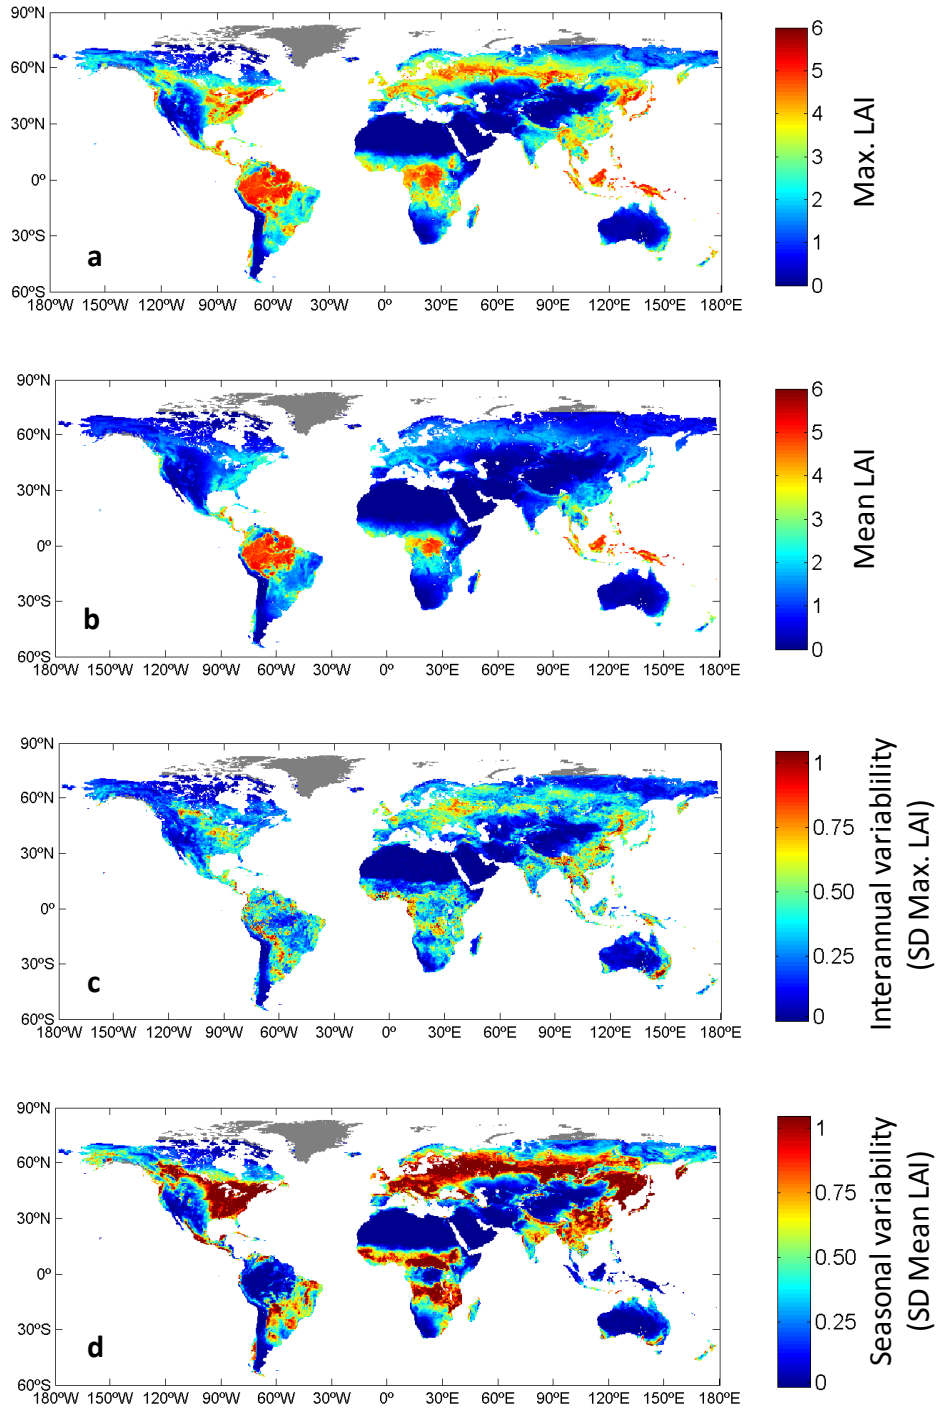 90ºN
60ºN
30ºN
0º
30ºS
60ºS
180ºW 150ºW 120ºW 90ºW 60ºW 30ºW 0º 30ºE 60ºE 90ºE 120ºE 150ºE 180ºE
a
6
5
4
3
2
1
0
Max. LAI
90ºN
60ºN
30ºN
0º
30ºS
60ºS
180ºW 150ºW 120ºW 90ºW 60ºW 30ºW 0º 30ºE 60ºE 90ºE 120ºE 150ºE 180ºE
b
6
5
4
3
2
1
0
Mean LAI
90ºN
60ºN
30ºN
0º
30ºS
60ºS
180ºW 150ºW 120ºW 90ºW 60ºW 30ºW 0º 30ºE 60ºE 90ºE 120ºE 150ºE 180ºE
c
1
0.75
0.50
0.25
0
Interannual variability
(SD Max. LAI)
90ºN
60ºN
30ºN
0º
30ºS
60ºS
180ºW 150ºW 120ºW 90ºW 60ºW 30ºW 0º 30ºE 60ºE 90ºE 120ºE 150ºE 180ºE
d
1
0.75
0.50
0.25
0
Seasonal variability
(SD Mean LAI)